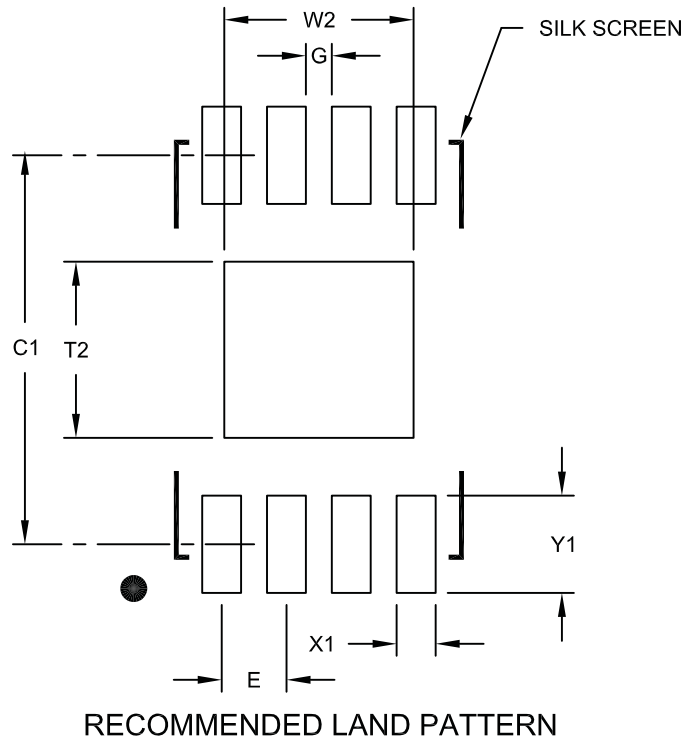 W2
SILK SCREEN
G
C1
T2
Y1
X1
E
RECOMMENDED LAND PATTERN